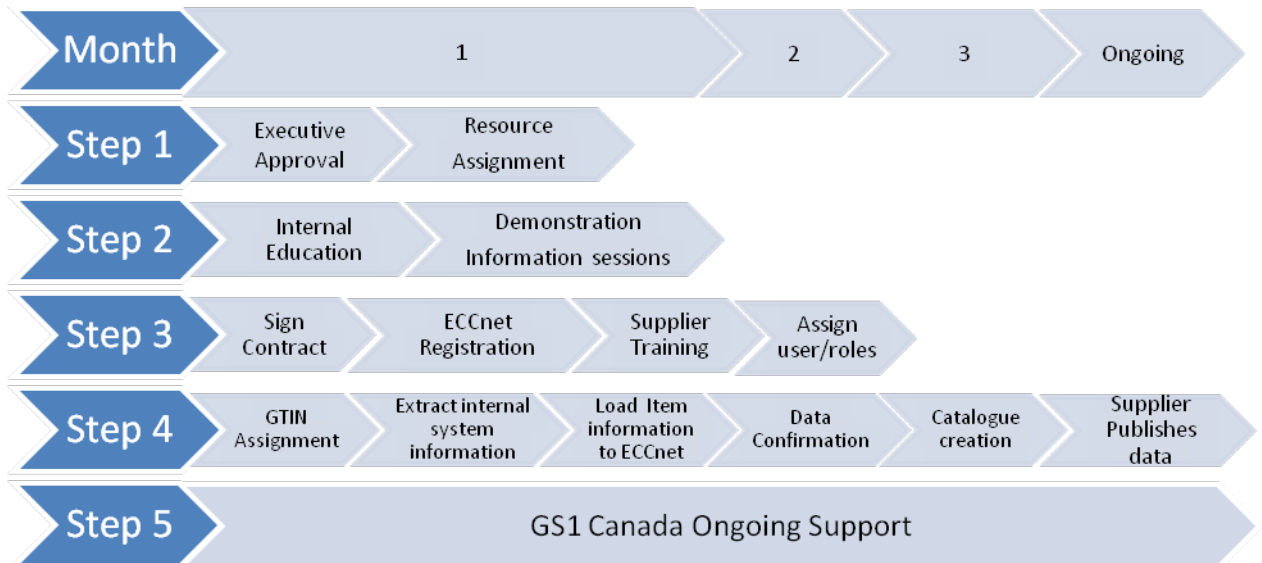 Month
1
2
3
Ongoing
Step 1
Executive
Approval
Resource
Assignment
Step 2
Internal
Education
Demonstration
Information sessions
Step 3
Sign
Contract
ECCnet
Registration
Supplier
Training
Assign
user/roles
Step 4
GTIN
Assignment
Extract internal
system
information
Load Item
information
to ECCnet
Data
Confirmation
Catalogue
creation
Supplier
Publishes
data
Step 5
GS1 Canada Ongoing Support